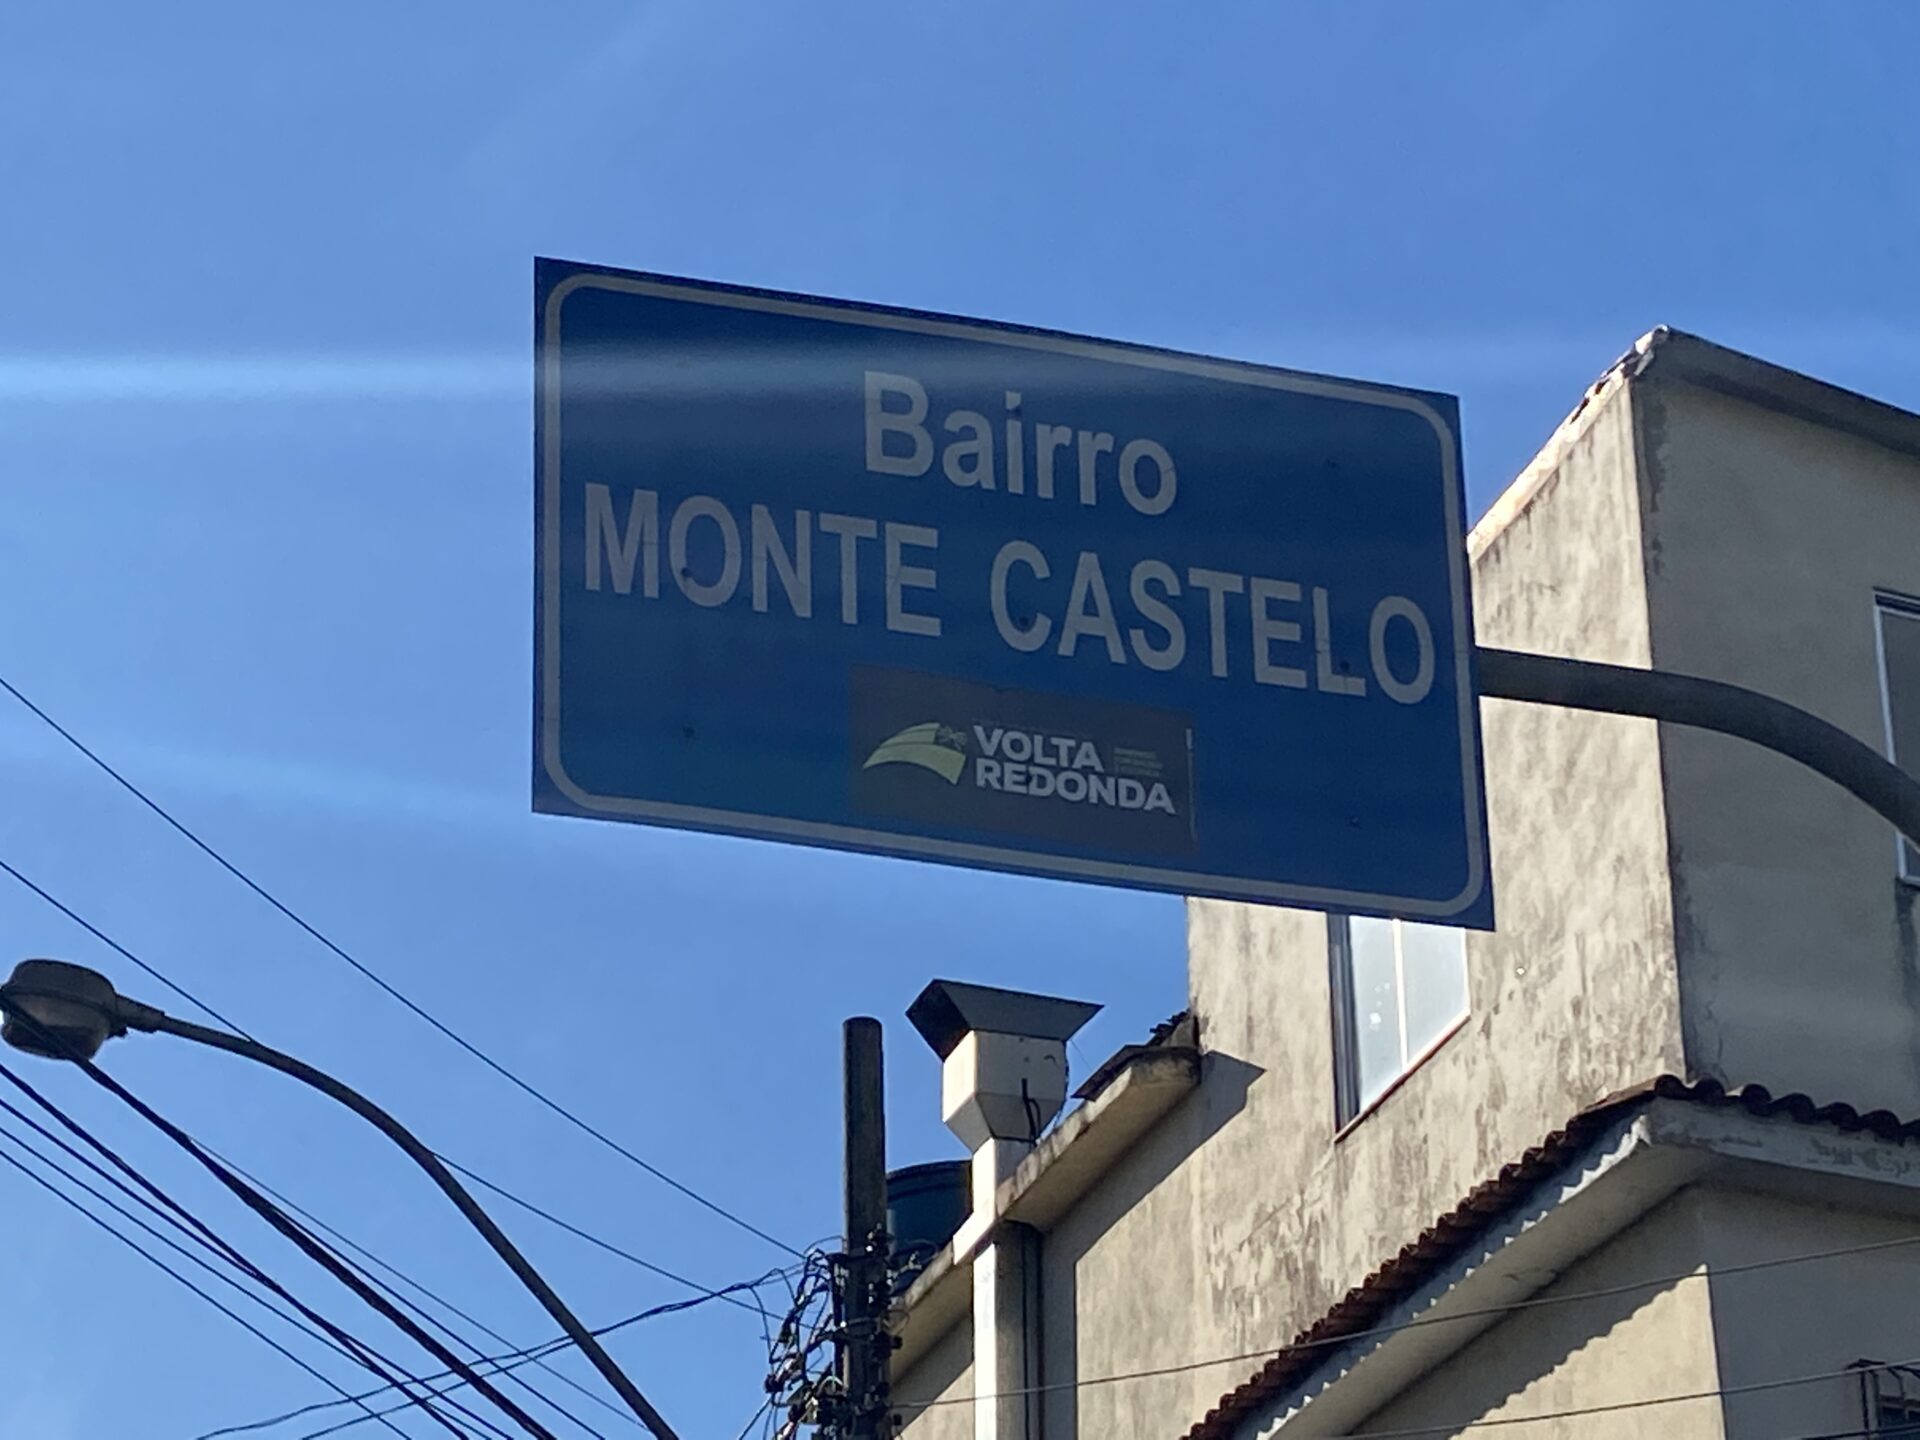 Bairro
MONTE CASTELO
VOLTA
REDONDA